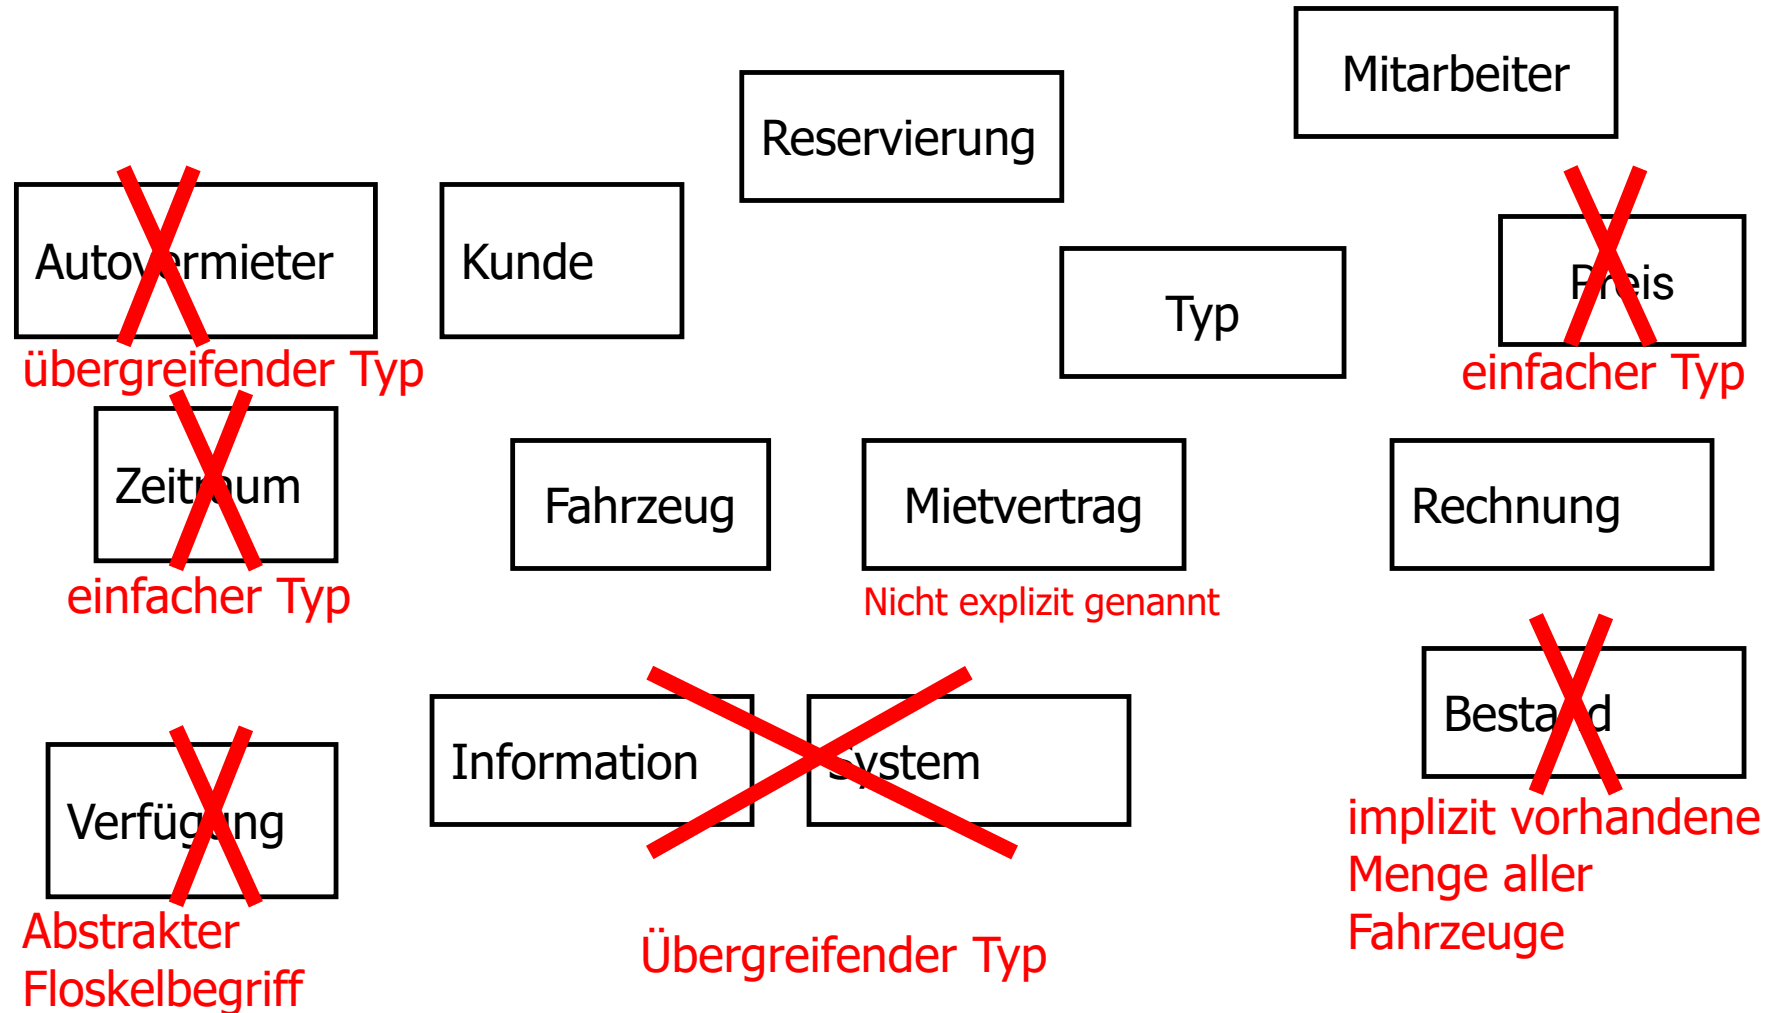 Mitarbeiter
Reservierung
Autovermieter
Kunde
Typ
Preis
übergreifender Typ
einfacher Typ
Zeitraum
Fahrzeug
Mietvertrag
Rechnung
einfacher Typ
Nicht explizit genannt
Information
System
Bestand
Verfügung
implizit vorhandene
Menge aller
Fahrzeuge
Abstrakter
Floskelbegriff
Übergreifender Typ